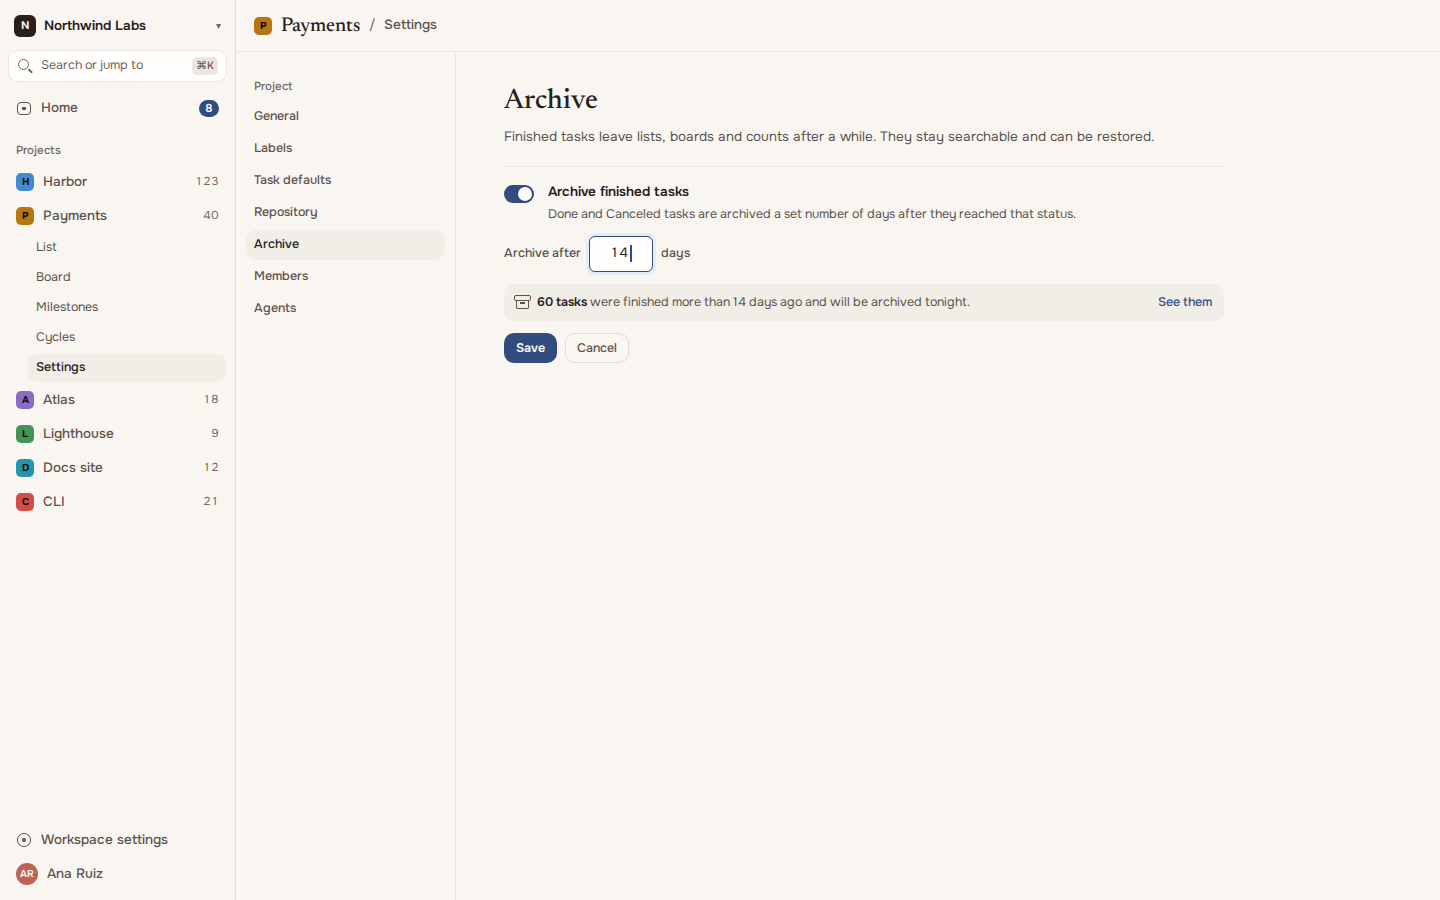 N Northwind Labs ▾
Search or jump to ⌘K
Home 8
Projects
H Harbor 123
P Payments 40
List
Board
Milestones
Cycles
Settings
A Atlas 18
L Lighthouse 9
D Docs site 12
C CLI 21
Workspace settings
AR Ana Ruiz
P Payments / Settings
Project
General
Labels
Task defaults
Repository
Archive
Members
Agents
Archive
Finished tasks leave lists, boards and counts after a while. They stay searchable and can be restored.
Archive finished tasks
Done and Canceled tasks are archived a set number of days after they reached that status.
Archive after 14 days
60 tasks were finished more than 14 days ago and will be archived tonight. See them
Save Cancel